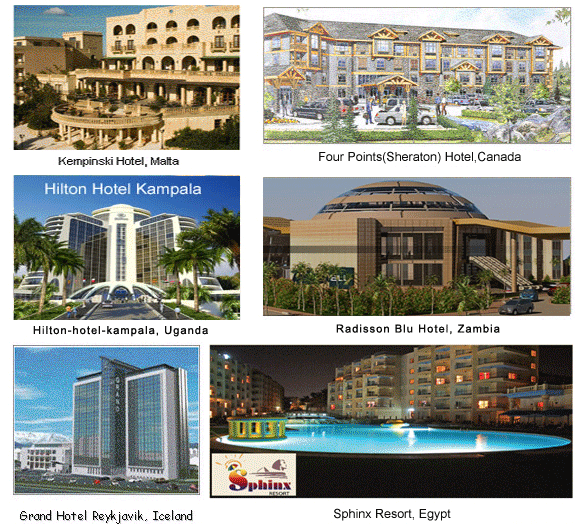 Kempinski Hotel, Malta
Four Points(Sheraton) Hotel,Canada
Hilton Hotel Kampala
Hilton-hotel-kampala, Uganda
Radisson Blu Hotel, Zambia
GRAND
Grand Hotel Reykjavik, Iceland
Sphinx
RESORT
Sphinx Resort, Egypt